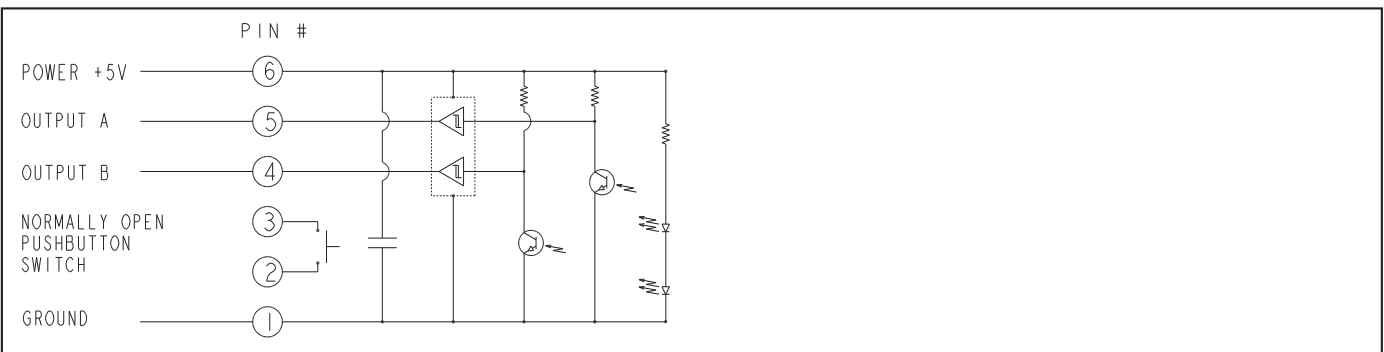 PIN #
POWER +5V 6
OUTPUT A 5
OUTPUT B 4
NORMALLY OPEN 3
PUSHBUTTON
SWITCH 2
GROUND 1